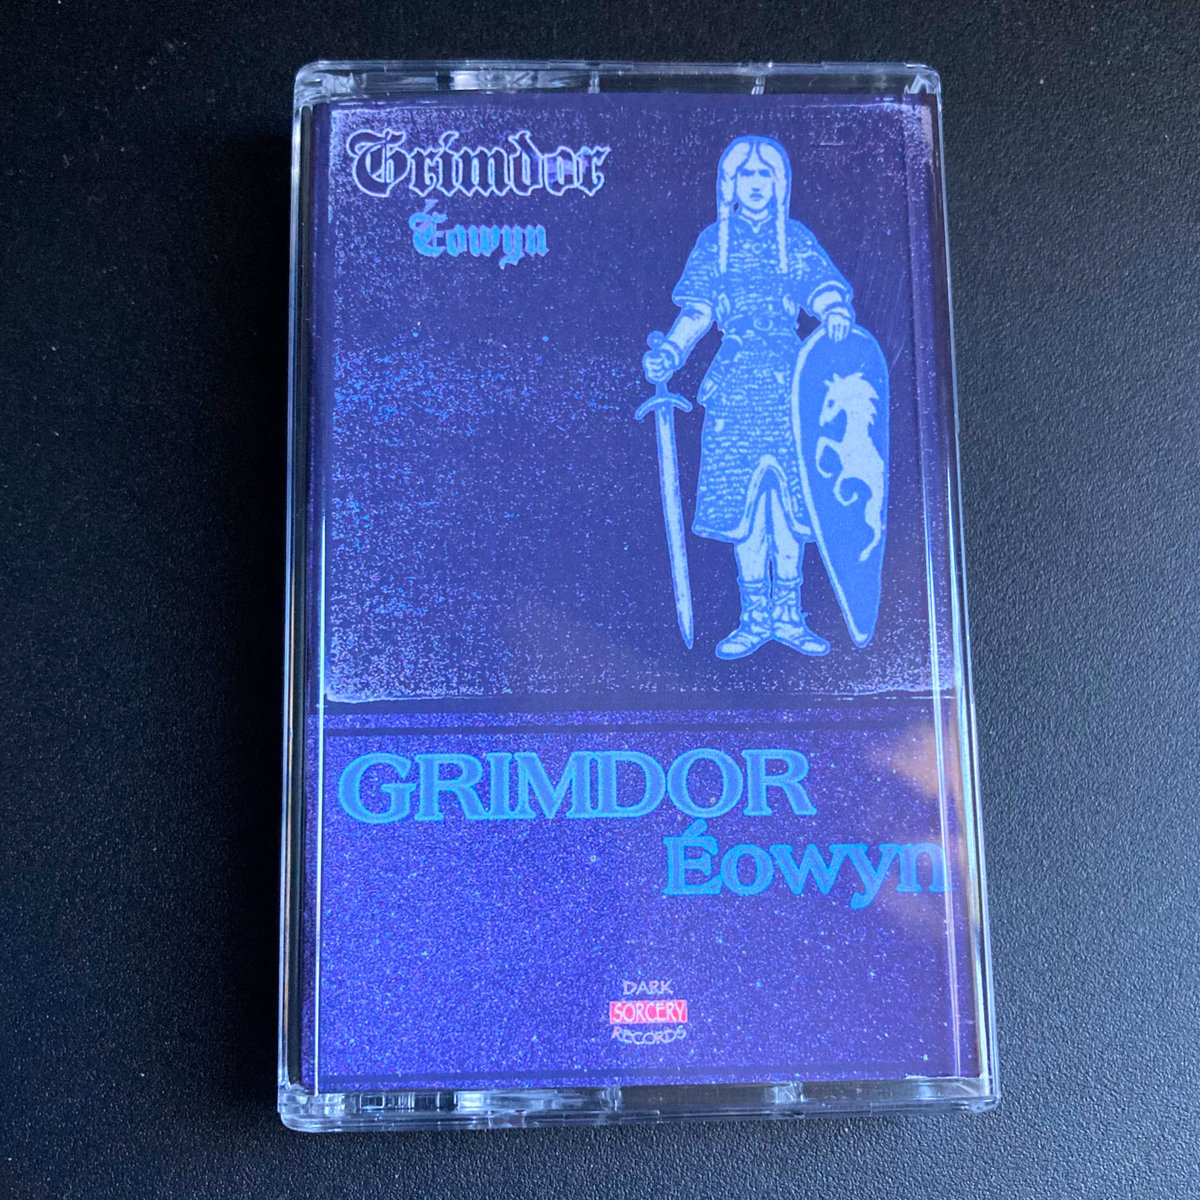 Grimdor
Éowyn
GRIMDOR
Éowyn
DARK
SORCERY
RECORDS